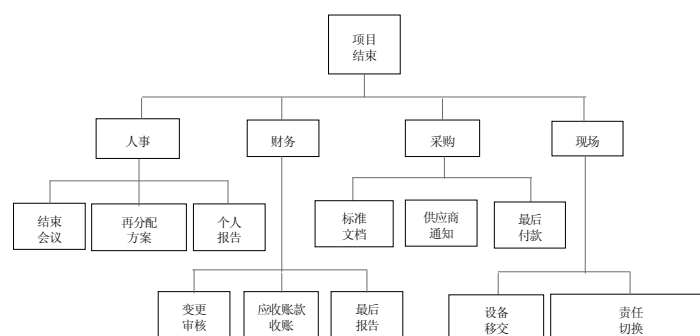 项目
结束
人事
财务
采购
现场
结束
会议
再分配
方案
个人
报告
标准
文档
供应商
通知
最后
付款
变更
审核
应收账款
收账
最后
报告
设备
移交
责任
切换